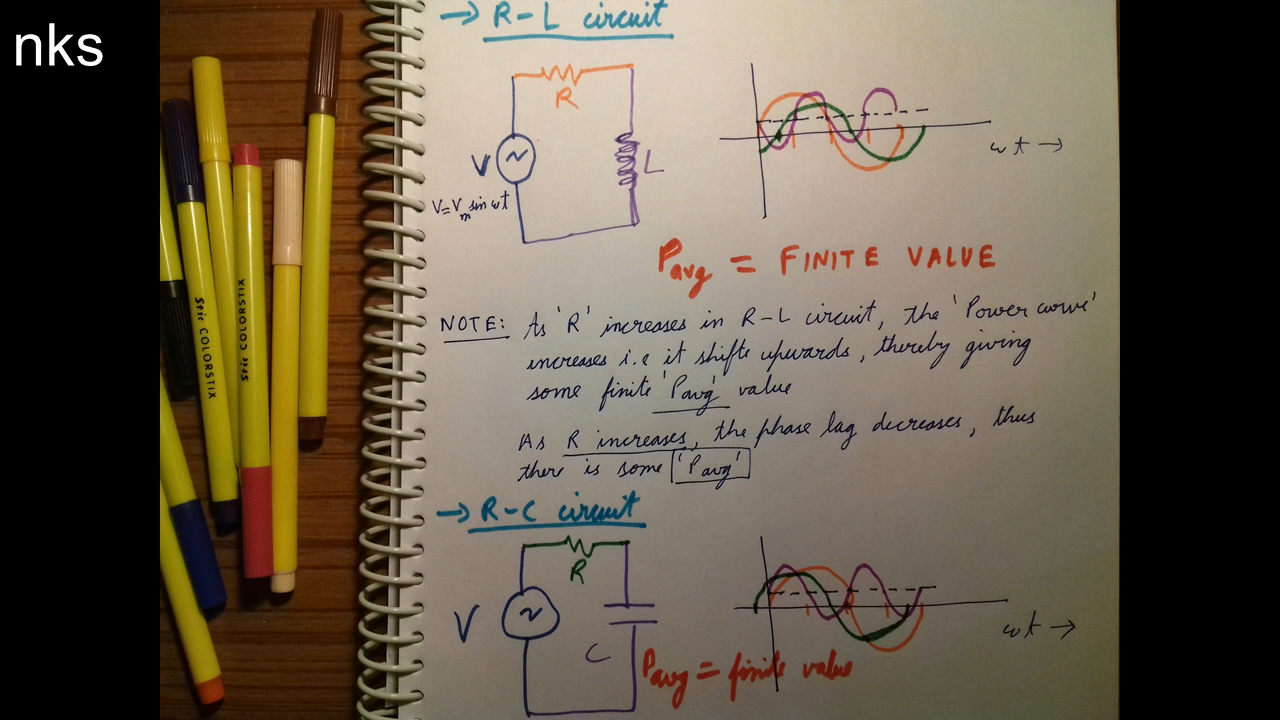 nks
→ R-L circuit
R
V
L
V=Vm sin ωt
ωt →
Pavg = FINITE VALUE
NOTE: As 'R' increases in R-L circuit, the 'Power curve'
increases i.e it shifts upwards, thereby giving
some finite 'Pavg' value
As R increases, the phase lag decreases, thus
there is some 'Pavg'
→ R-C circuit
R
V
C
ωt →
Pavg = finite value
Stic COLORSTIX
Stic COLORSTIX